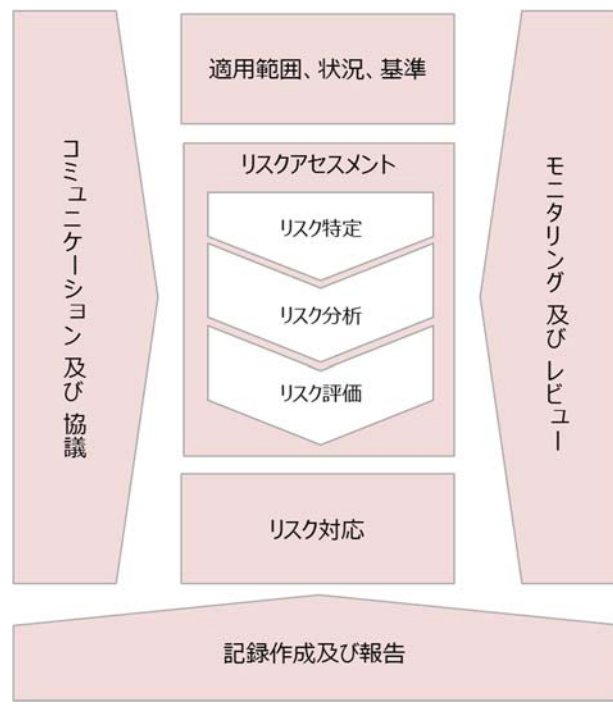 適用範囲、状況、基準
コミュニケーション 及び 協議
リスクアセスメント
リスク特定
リスク分析
リスク評価
モニタリング 及び レビュー
リスク対応
記録作成及び報告